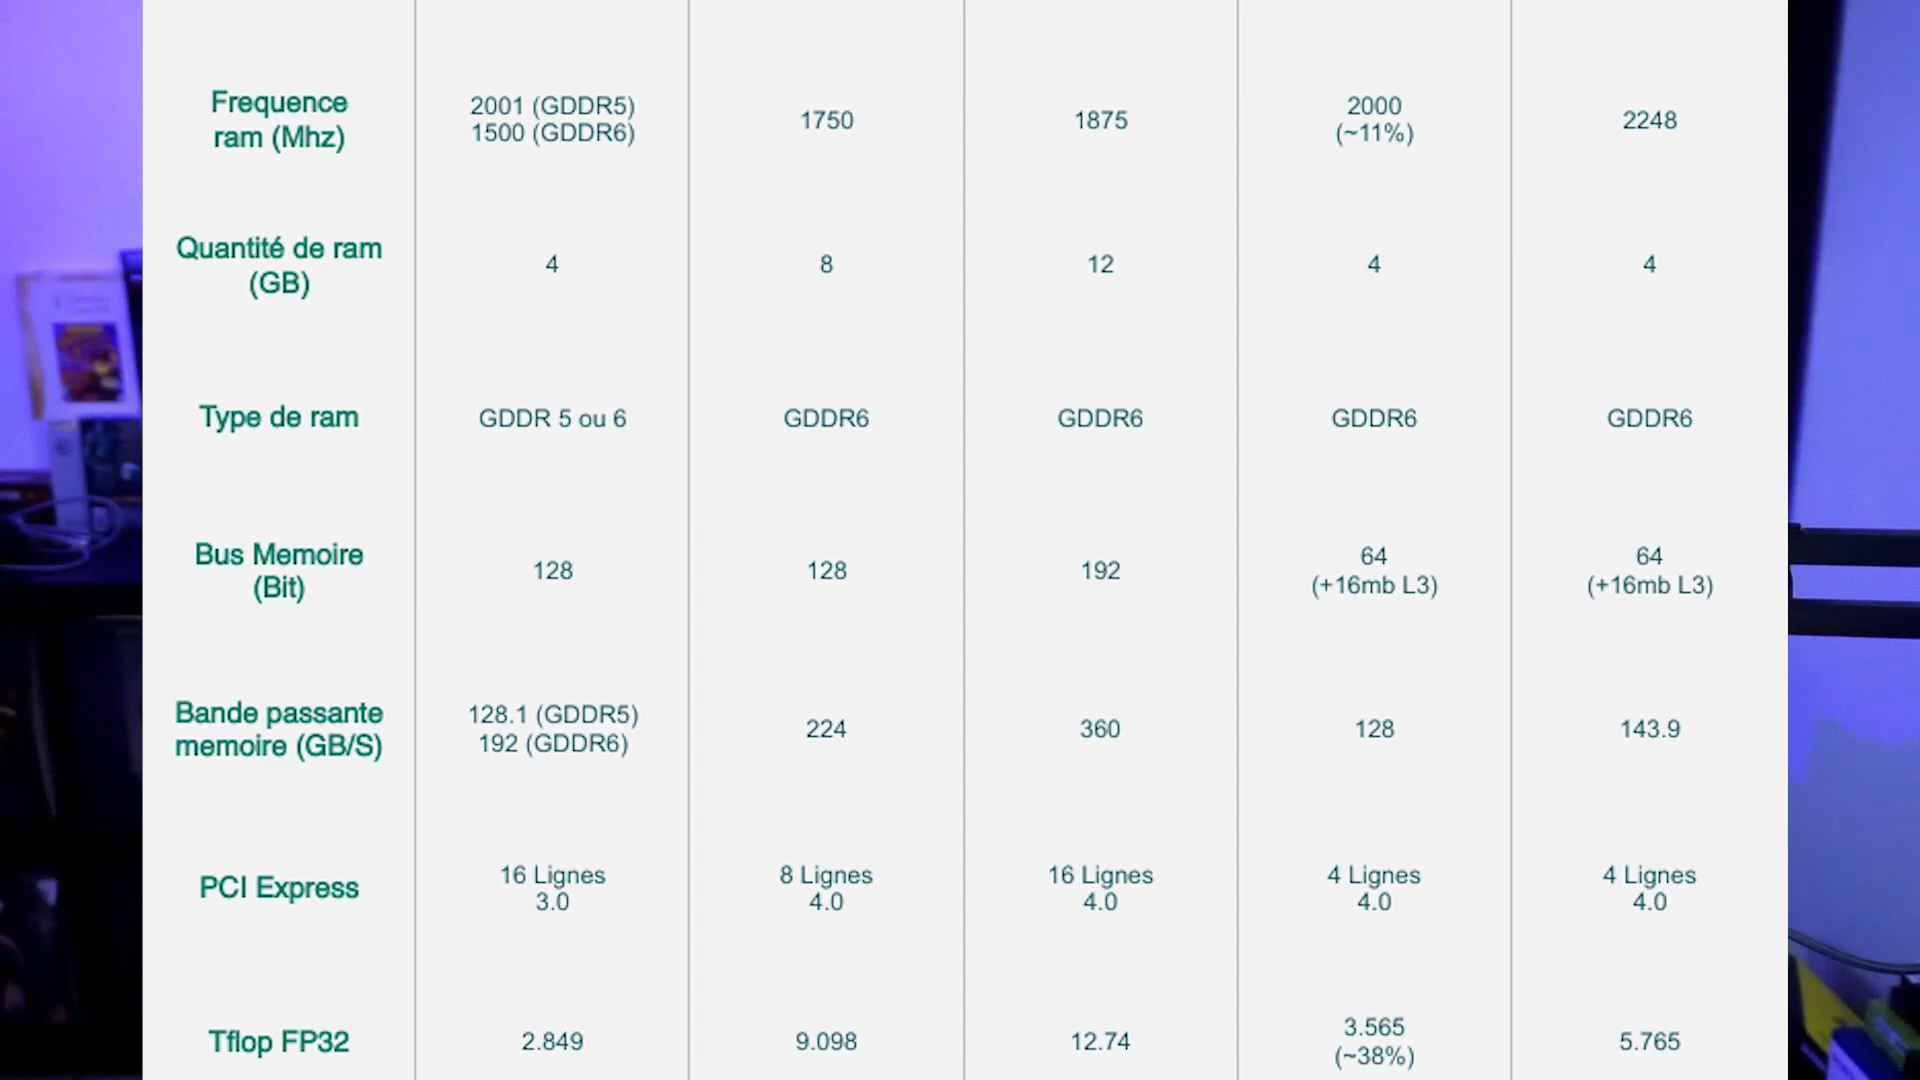 Frequence
ram (Mhz)
2001 (GDDR5)
1500 (GDDR6)
1750
1875
2000
(~11%)
2248
Quantité de ram
(GB)
4
8
12
4
4
Type de ram
GDDR 5 ou 6
GDDR6
GDDR6
GDDR6
GDDR6
Bus Memoire
(Bit)
128
128
192
64
(+16mb L3)
64
(+16mb L3)
Bande passante
memoire (GB/S)
128.1 (GDDR5)
192 (GDDR6)
224
360
128
143.9
PCI Express
16 Lignes
3.0
8 Lignes
4.0
16 Lignes
4.0
4 Lignes
4.0
4 Lignes
4.0
Tflop FP32
2.849
9.098
12.74
3.565
(~38%)
5.765